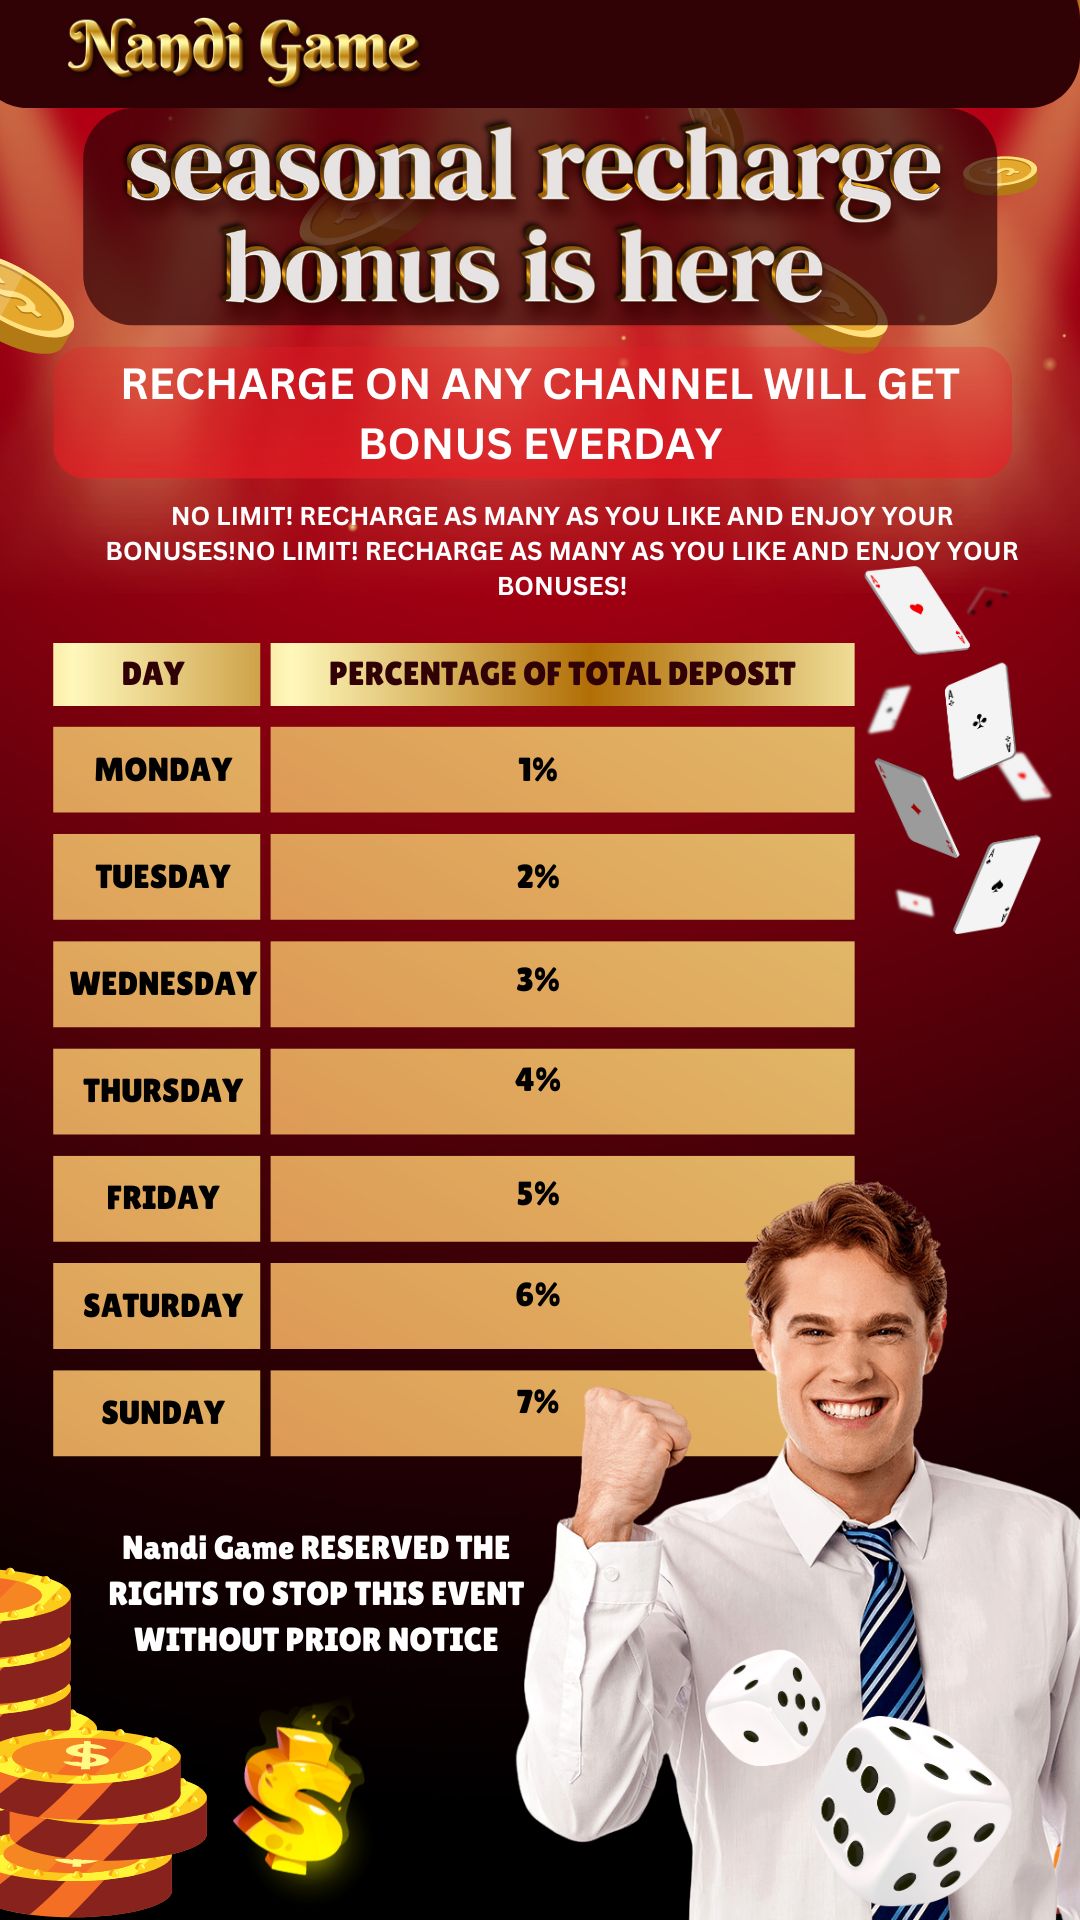 Nandi Game
seasonal recharge
bonus is here
RECHARGE ON ANY CHANNEL WILL GET
BONUS EVERDAY
NO LIMIT! RECHARGE AS MANY AS YOU LIKE AND ENJOY YOUR
BONUSES!NO LIMIT! RECHARGE AS MANY AS YOU LIKE AND ENJOY YOUR
BONUSES!
DAY PERCENTAGE OF TOTAL DEPOSIT
MONDAY 1%
TUESDAY 2%
WEDNESDAY 3%
THURSDAY 4%
FRIDAY 5%
SATURDAY 6%
SUNDAY 7%
Nandi Game RESERVED THE
RIGHTS TO STOP THIS EVENT
WITHOUT PRIOR NOTICE